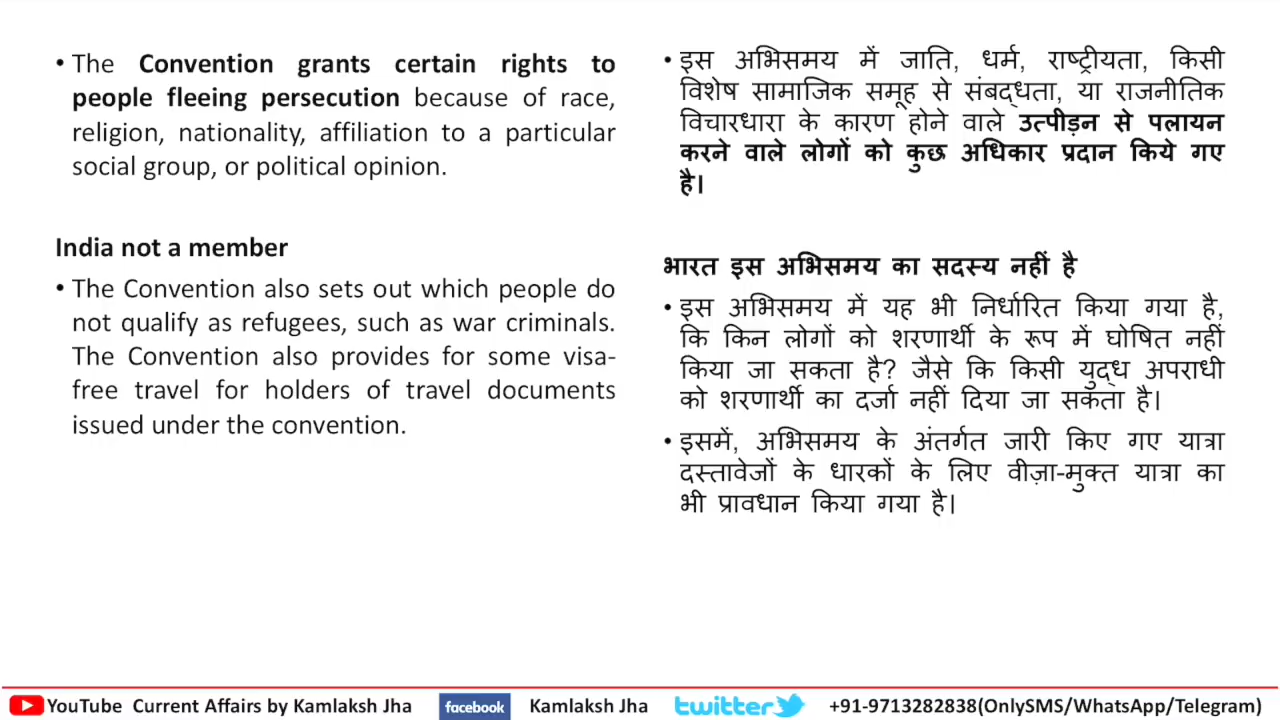 • The Convention grants certain rights to
people fleeing persecution because of race,
religion, nationality, affiliation to a particular
social group, or political opinion.
India not a member
• The Convention also sets out which people do
not qualify as refugees, such as war criminals.
The Convention also provides for some visa-
free travel for holders of travel documents
issued under the convention.
• इस अभिसमय में जाति, धर्म, राष्ट्रीयता, किसी
विशेष सामाजिक समूह से संबद्धता, या राजनीतिक
विचारधारा के कारण होने वाले उत्पीड़न से पलायन
करने वाले लोगों को कुछ अधिकार प्रदान किये गए
है।
भारत इस अभिसमय का सदस्य नहीं है
• इस अभिसमय में यह भी निर्धारित किया गया है,
कि किन लोगों को शरणार्थी के रूप में घोषित नहीं
किया जा सकता है? जैसे कि किसी युद्ध अपराधी
को शरणार्थी का दर्जा नहीं दिया जा सकता है।
• इसमें, अभिसमय के अंतर्गत जारी किए गए यात्रा
दस्तावेजों के धारकों के लिए वीज़ा-मुक्त यात्रा का
भी प्रावधान किया गया है।
YouTube Current Affairs by Kamlaksh Jha facebook Kamlaksh Jha twitter +91-9713282838(OnlySMS/WhatsApp/Telegram)